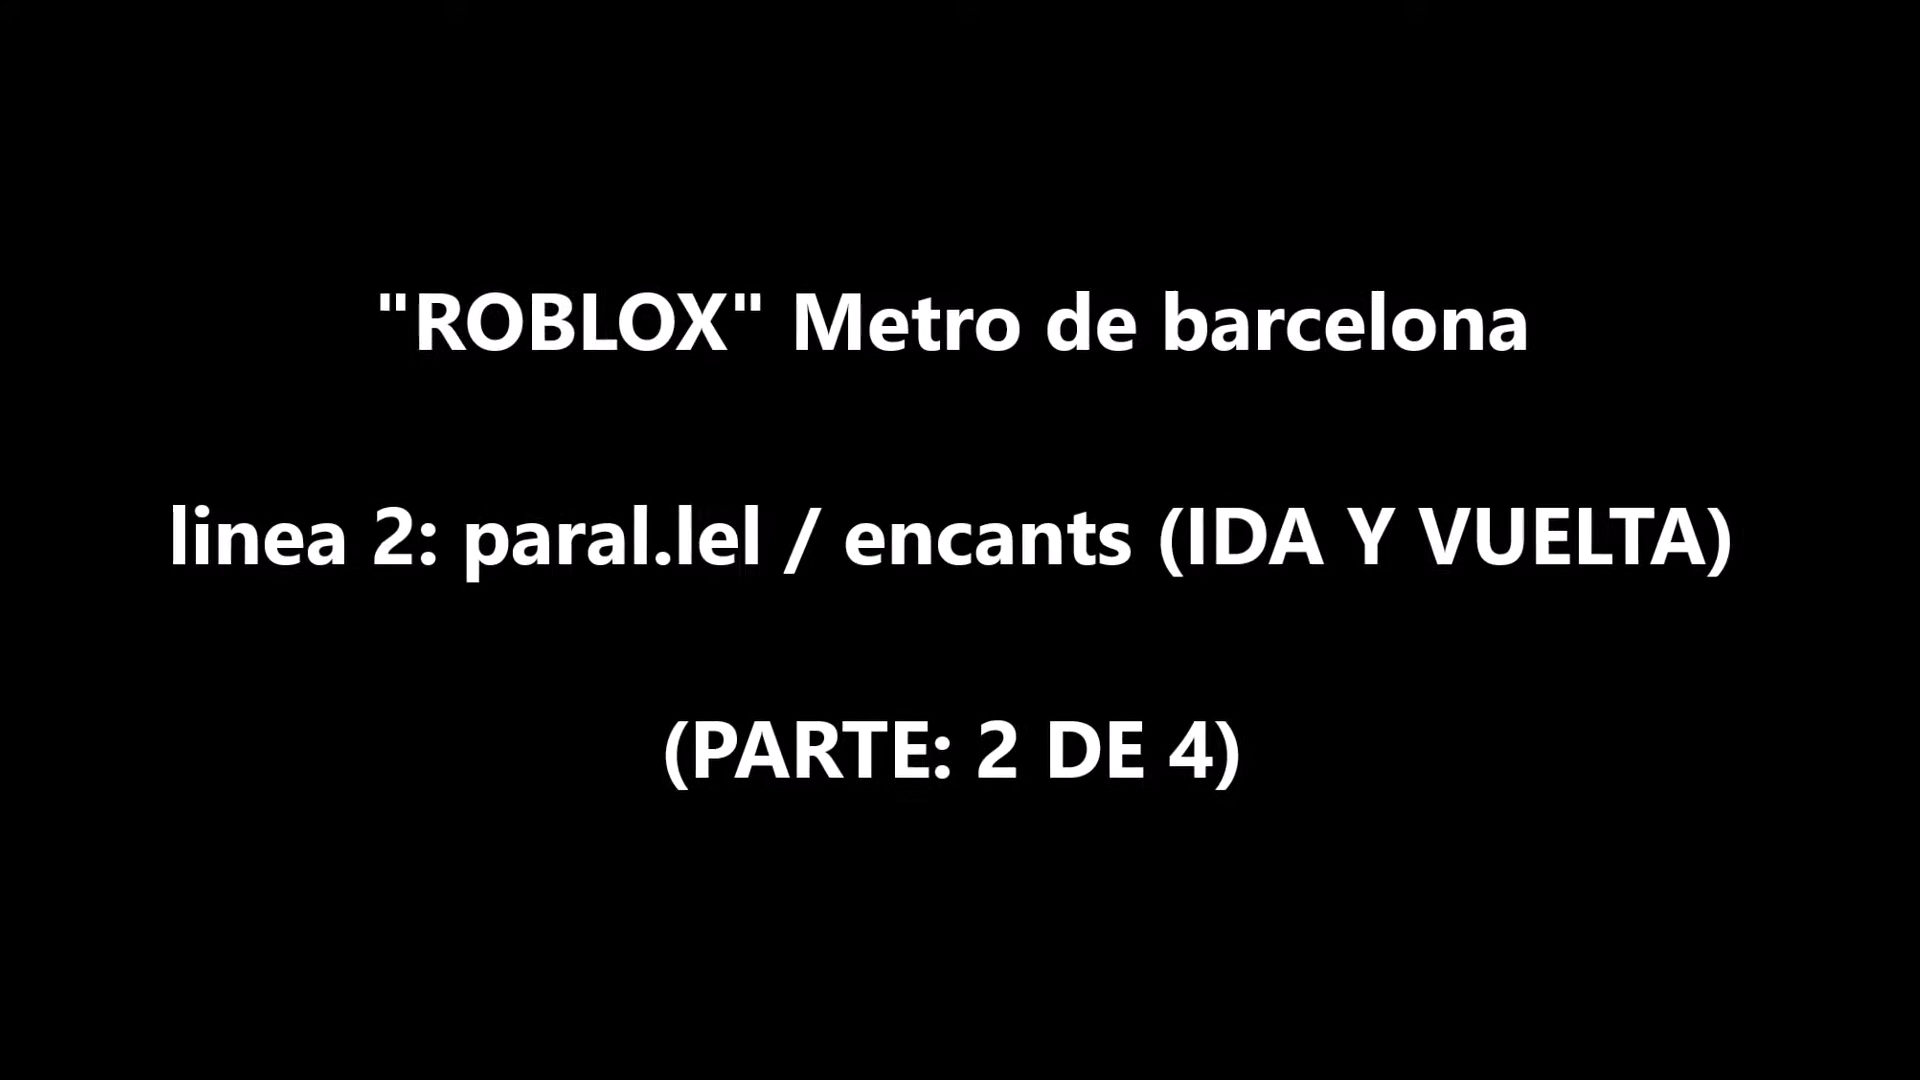 "ROBLOX" Metro de barcelona
linea 2: paral.lel / encants (IDA Y VUELTA)
(PARTE: 2 DE 4)